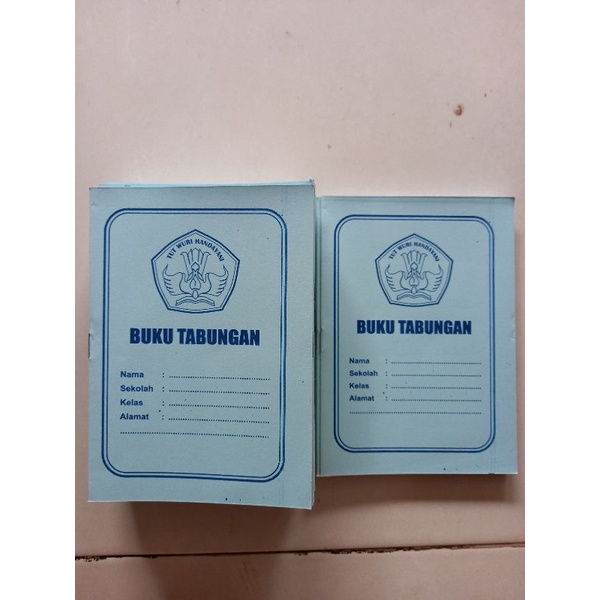 TUT WURI HANDAYANI
BUKU TABUNGAN
Nama : ....................................
Sekolah : ....................................
Kelas : ....................................
Alamat : ....................................
....................................................
TUT WURI HANDAYANI
BUKU TABUNGAN
Nama : ....................................
Sekolah : ....................................
Kelas : ....................................
Alamat : ....................................
....................................................